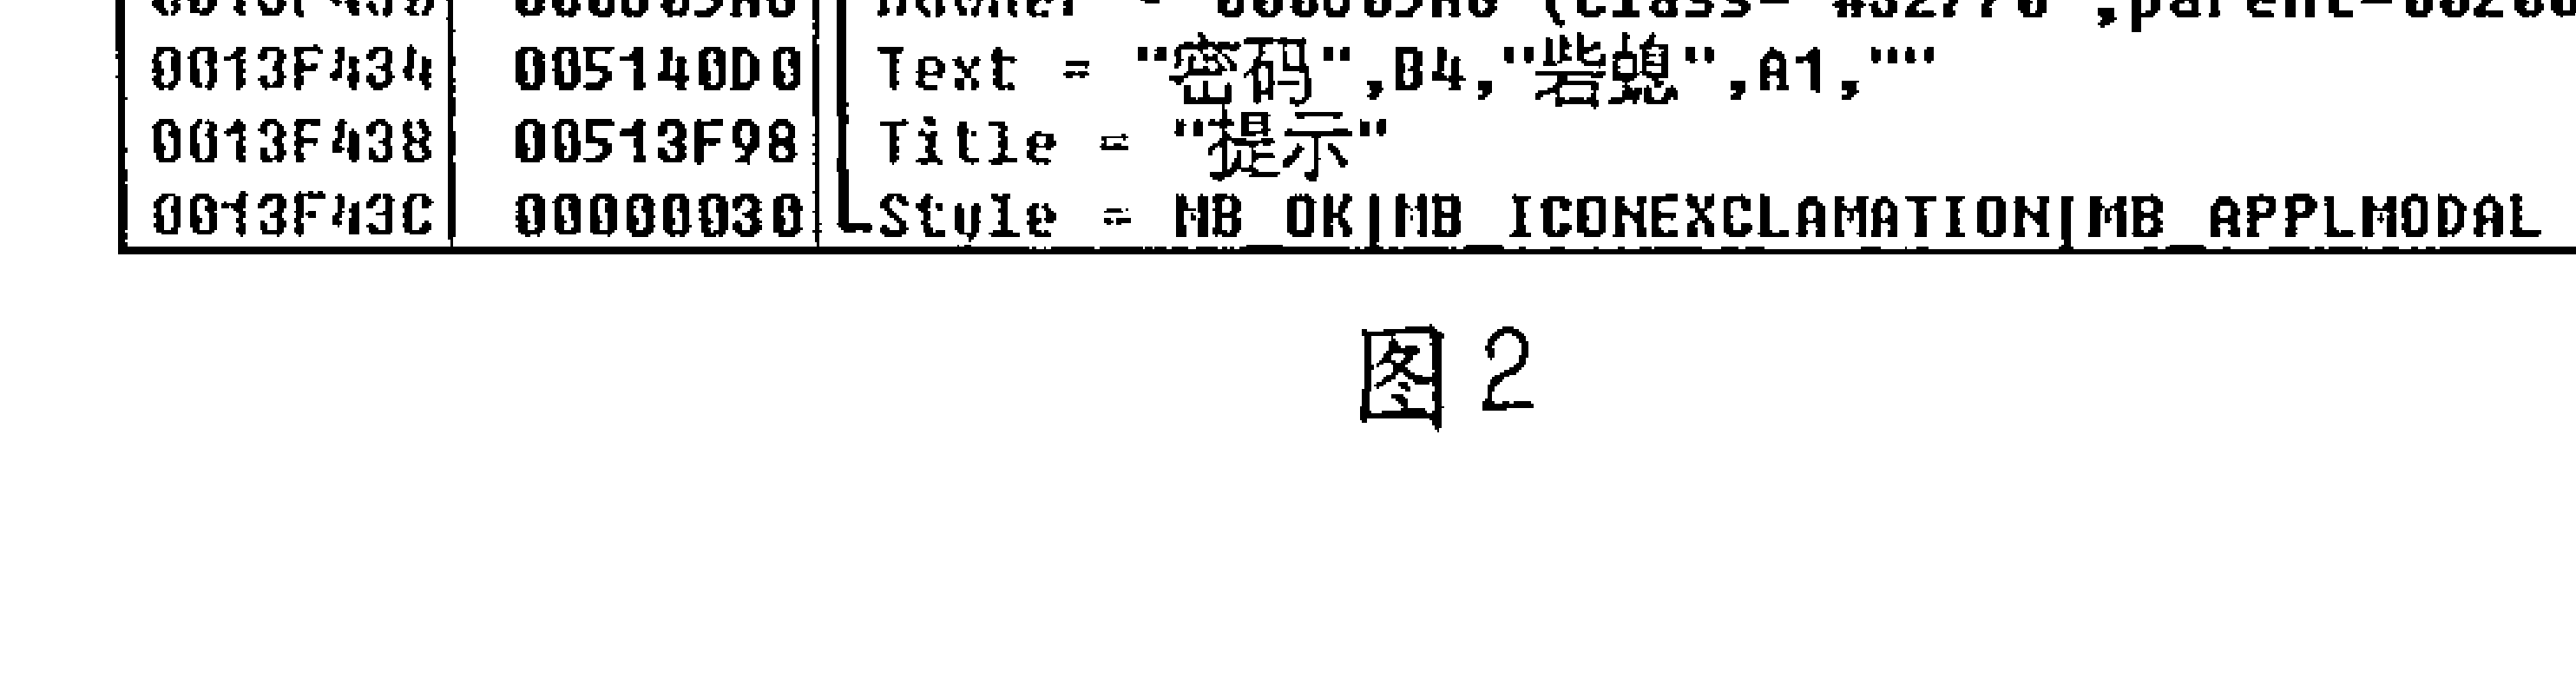 0013F434 005140D0 Text = "密码",B4,"砦螅",A1,""
0013F438 00513F98 Title = "提示"
0013F43C 00000030 Style = MB_OK|MB_ICONEXCLAMATION|MB_APPLMODAL
图 2